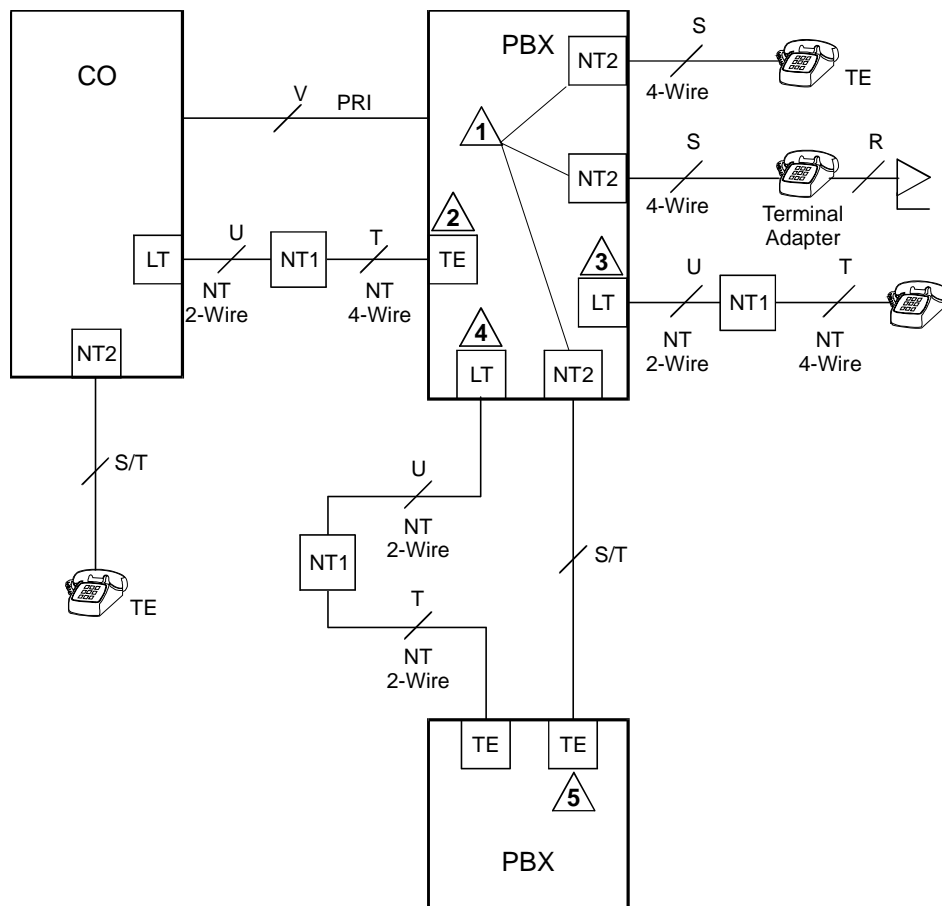 CO
PBX
NT2
S
4-Wire
TE
V
PRI
1
NT2
S
4-Wire
Terminal
Adapter
R
LT
U
NT
2-Wire
NT1
T
NT
4-Wire
2
TE
3
LT
U
NT
2-Wire
NT1
T
NT
4-Wire
NT2
4
LT
NT2
S/T
TE
U
NT
2-Wire
NT1
T
NT
2-Wire
S/T
TE
TE
5
PBX